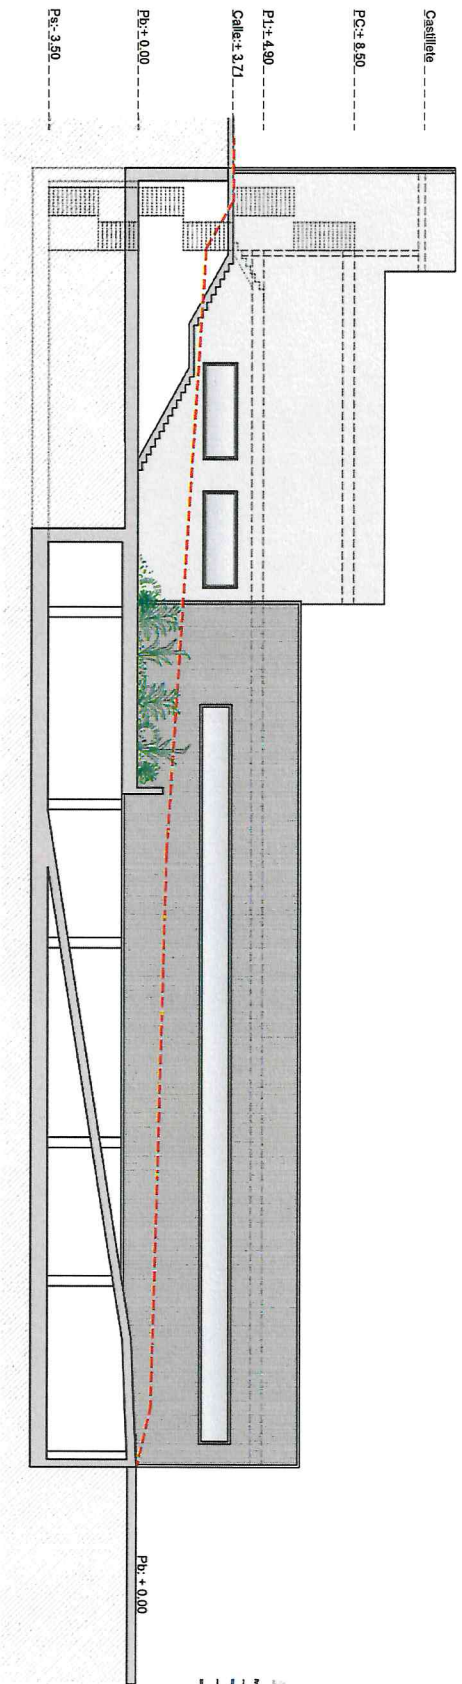 Castillete
PC:+ 8.50
P1:+ 4.90
Calle:+ 3.71
Pb:+ 0.00
Ps:- 3.50
Pb: + 0.00